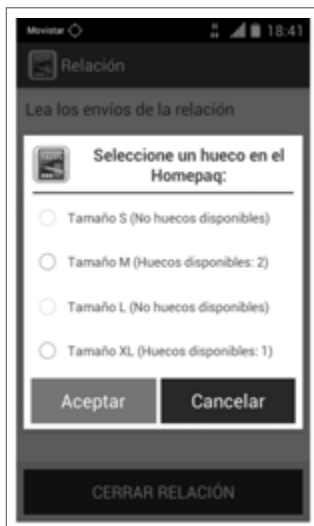 Movistar 18:41
Relación
Lea los envíos de la relación
Seleccione un hueco en el
Homepaq:
Tamaño S (No huecos disponibles)
Tamaño M (Huecos disponibles: 2)
Tamaño L (No huecos disponibles)
Tamaño XL (Huecos disponibles: 1)
Aceptar Cancelar
CERRAR RELACIÓN